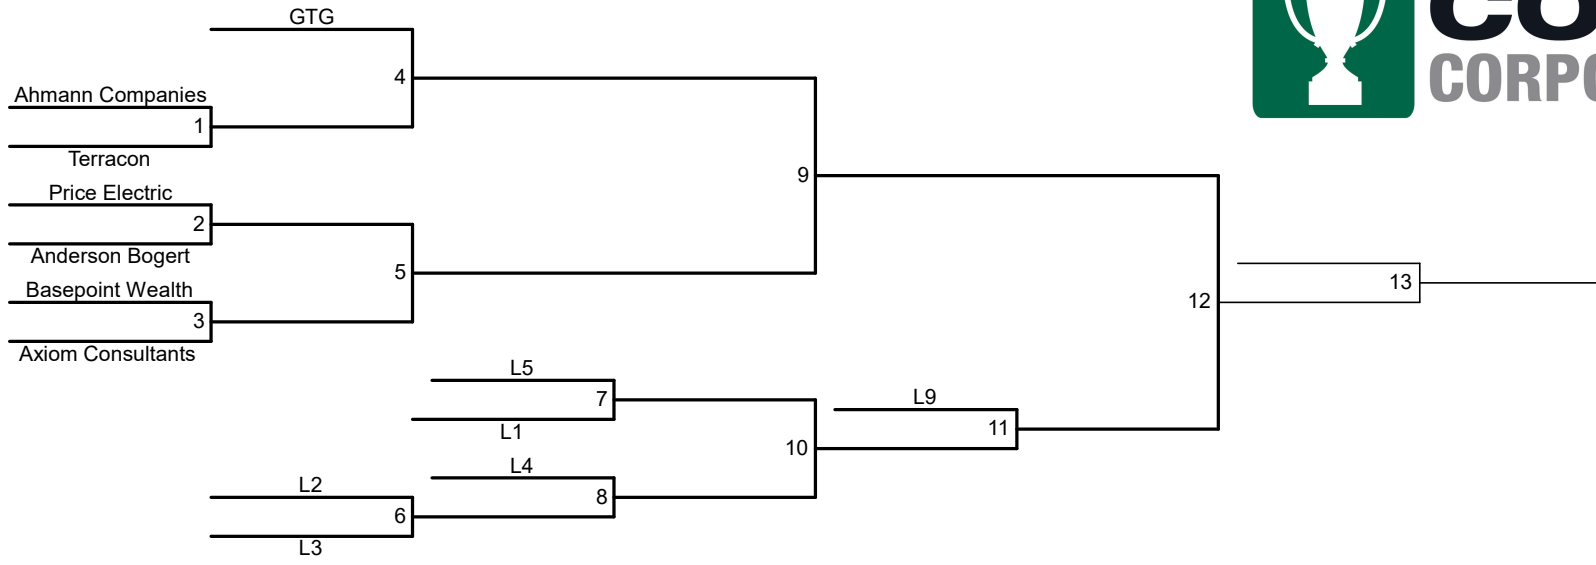 GTG
4
Ahmann Companies
1
Terracon
Price Electric
9
2
Anderson Bogert
5
Basepoint Wealth
3
Axiom Consultants
13
12
L5
7
L1
L9
11
10
L4
8
L2
6
L3